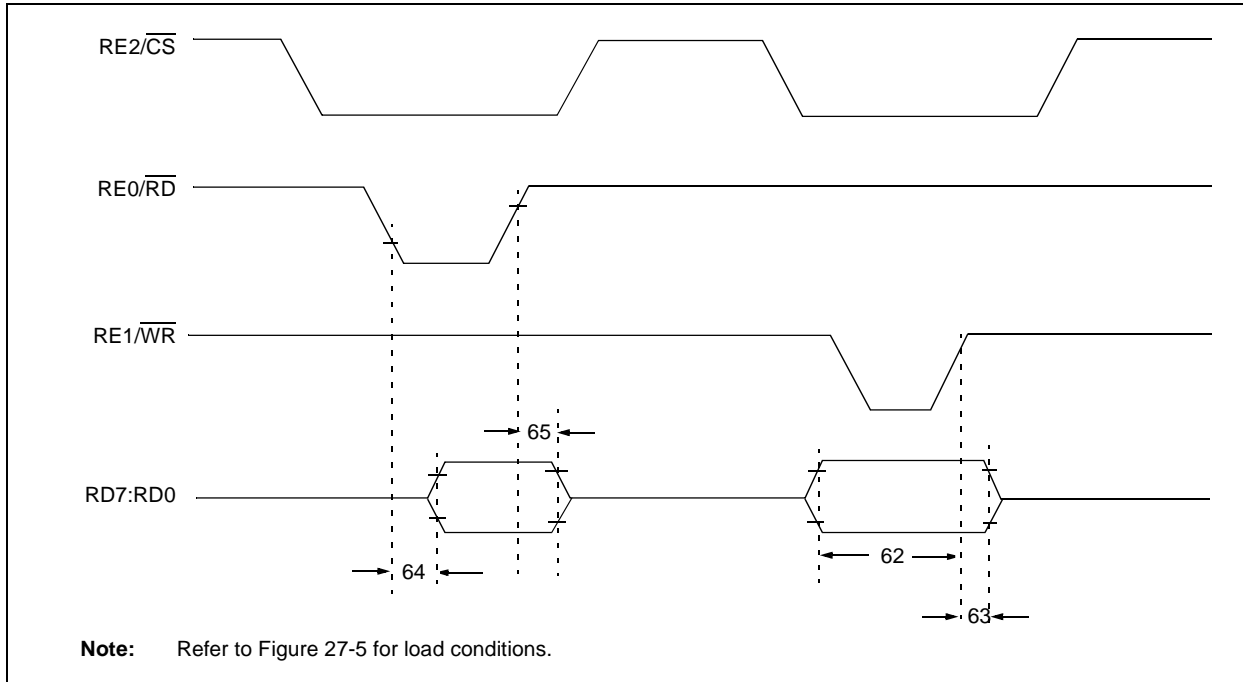 RE2/CS
RE0/RD
RE1/WR
65
RD7:RD0
64
62
63
Note: Refer to Figure 27-5 for load conditions.